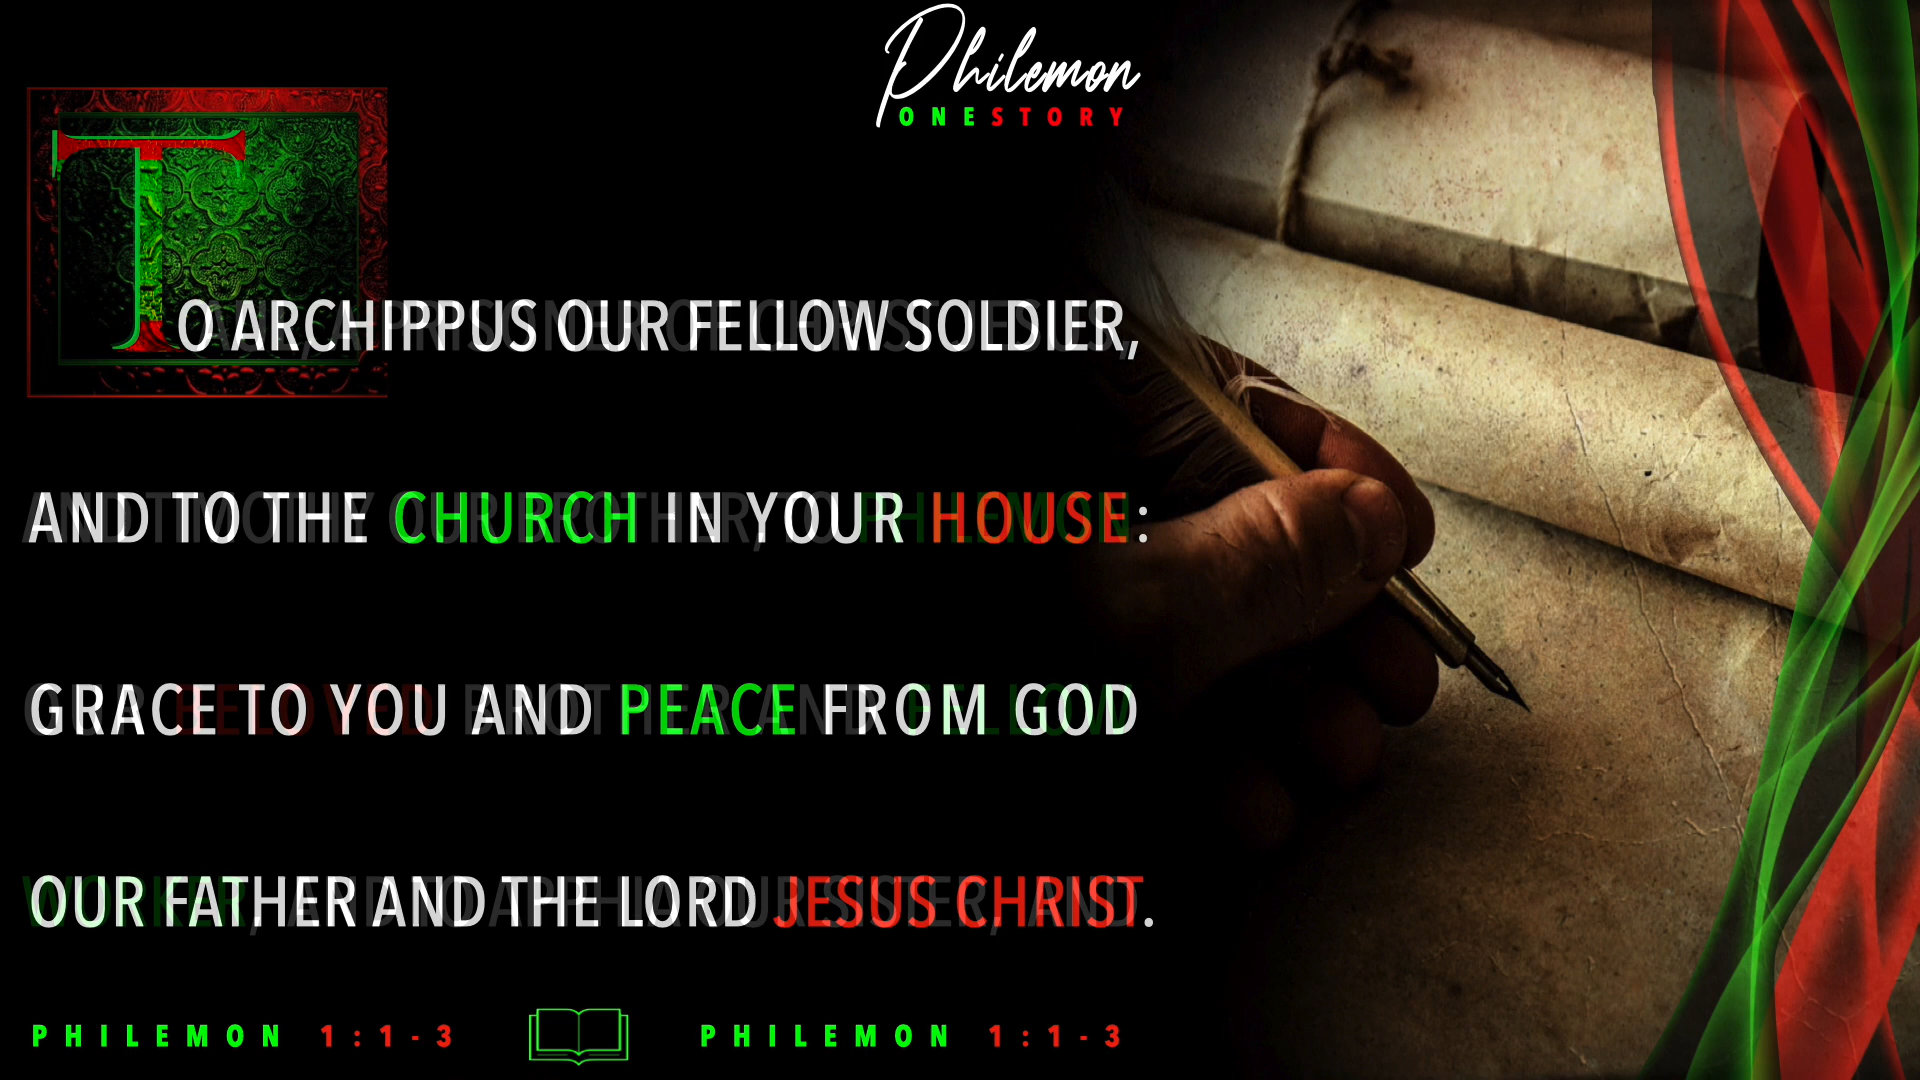 Philemon
ONESTORY
TO ARCHIPPUS OUR FELLOW SOLDIER,
AND TO THE CHURCH IN YOUR HOUSE:
GRACE TO YOU AND PEACE FROM GOD
OUR FATHER AND THE LORD JESUS CHRIST.
PHILEMON 1:1-3 PHILEMON 1:1-3